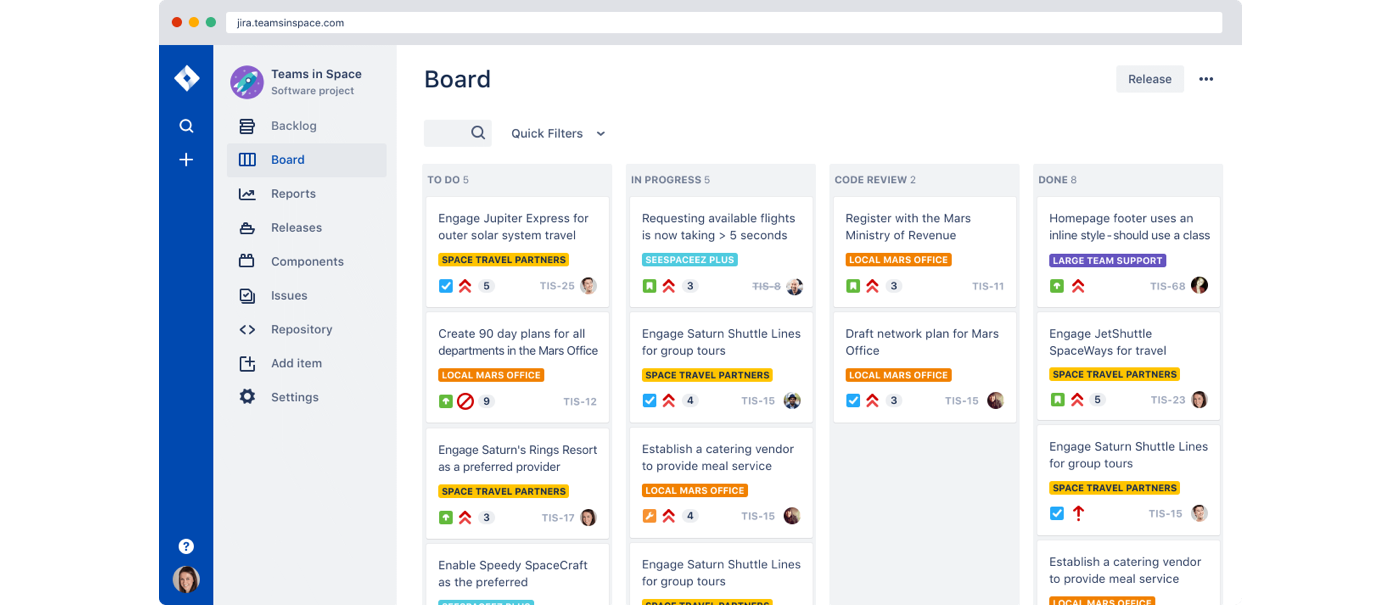 jira.teamsinspace.com
Teams in Space
Software project
Backlog
Board
Reports
Releases
Components
Issues
Repository
Add item
Settings
?
Board
Release
Quick Filters
TO DO 5
Engage Jupiter Express for
outer solar system travel
SPACE TRAVEL PARTNERS
5 TIS-25
Create 90 day plans for all
departments in the Mars Office
LOCAL MARS OFFICE
9 TIS-12
Engage Saturn's Rings Resort
as a preferred provider
SPACE TRAVEL PARTNERS
3 TIS-17
Enable Speedy SpaceCraft
as the preferred
SEESPACEEZ PLUS
IN PROGRESS 5
Requesting available flights
is now taking > 5 seconds
SEESPACEEZ PLUS
3 TIS-8
Engage Saturn Shuttle Lines
for group tours
SPACE TRAVEL PARTNERS
4 TIS-15
Establish a catering vendor
to provide meal service
LOCAL MARS OFFICE
4 TIS-15
Engage Saturn Shuttle Lines
for group tours
SPACE TRAVEL PARTNERS
CODE REVIEW 2
Register with the Mars
Ministry of Revenue
LOCAL MARS OFFICE
3 TIS-11
Draft network plan for Mars
Office
LOCAL MARS OFFICE
3 TIS-15
DONE 8
Homepage footer uses an
inline style-should use a class
LARGE TEAM SUPPORT
TIS-68
Engage JetShuttle
SpaceWays for travel
SPACE TRAVEL PARTNERS
5 TIS-23
Engage Saturn Shuttle Lines
for group tours
SPACE TRAVEL PARTNERS
TIS-15
Establish a catering vendor
to provide meal service
LOCAL MARS OFFICE